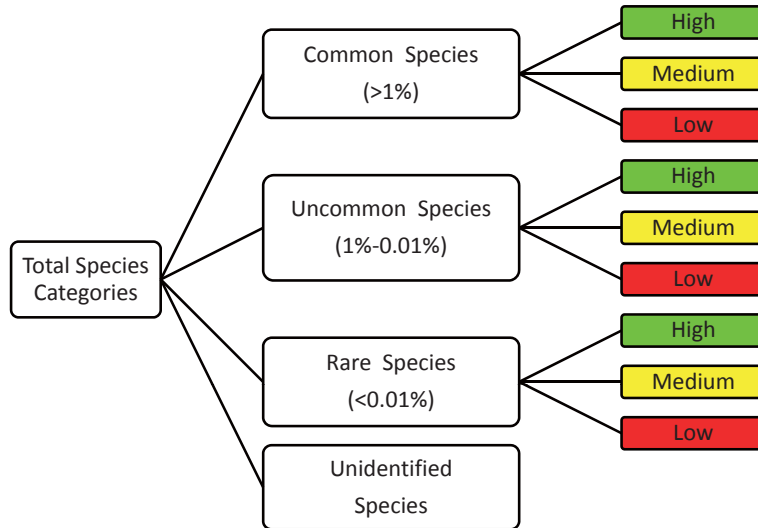 Total Species
Categories
Common Species
(>1%)
High
Medium
Low
Uncommon Species
(1%-0.01%)
High
Medium
Low
Rare Species
(<0.01%)
High
Medium
Low
Unidentified
Species